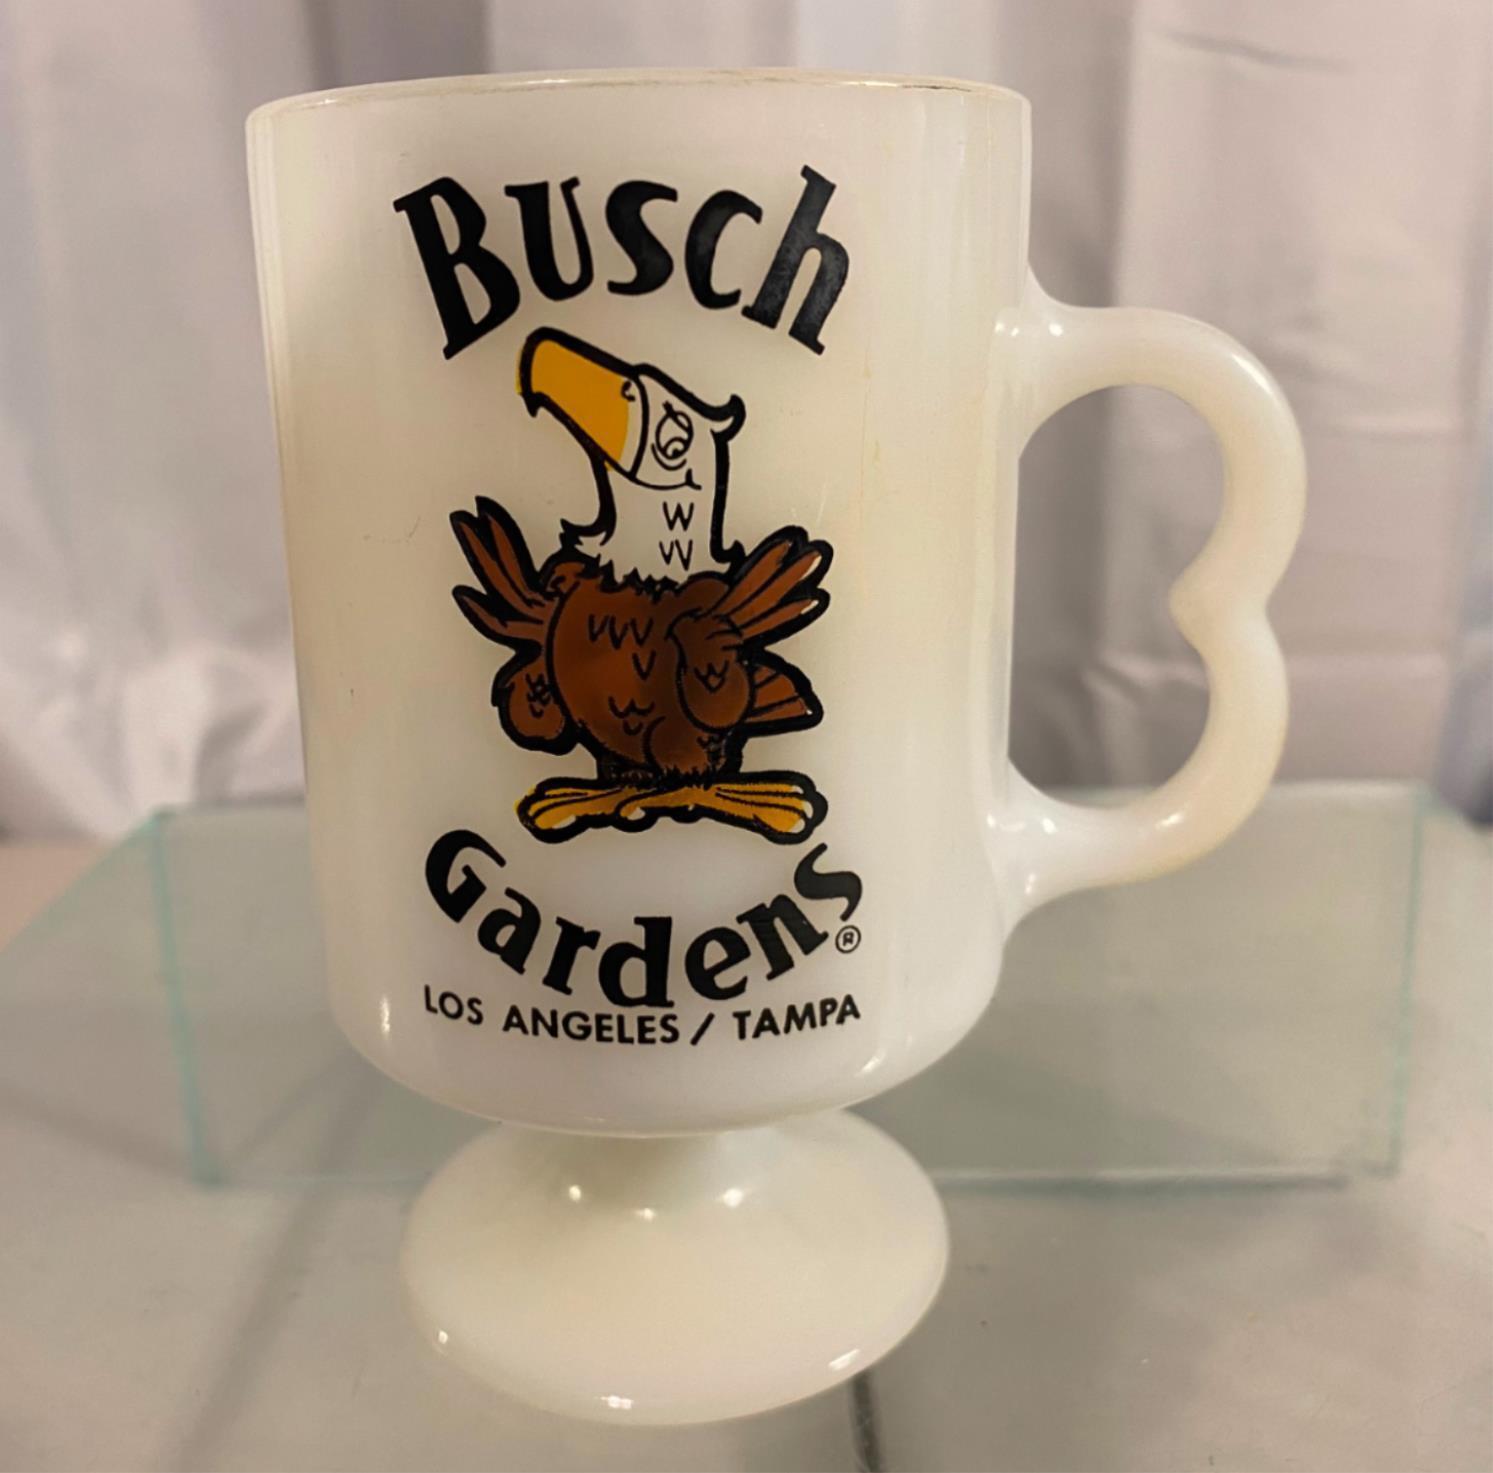 Busch
Gardens®
LOS ANGELES / TAMPA